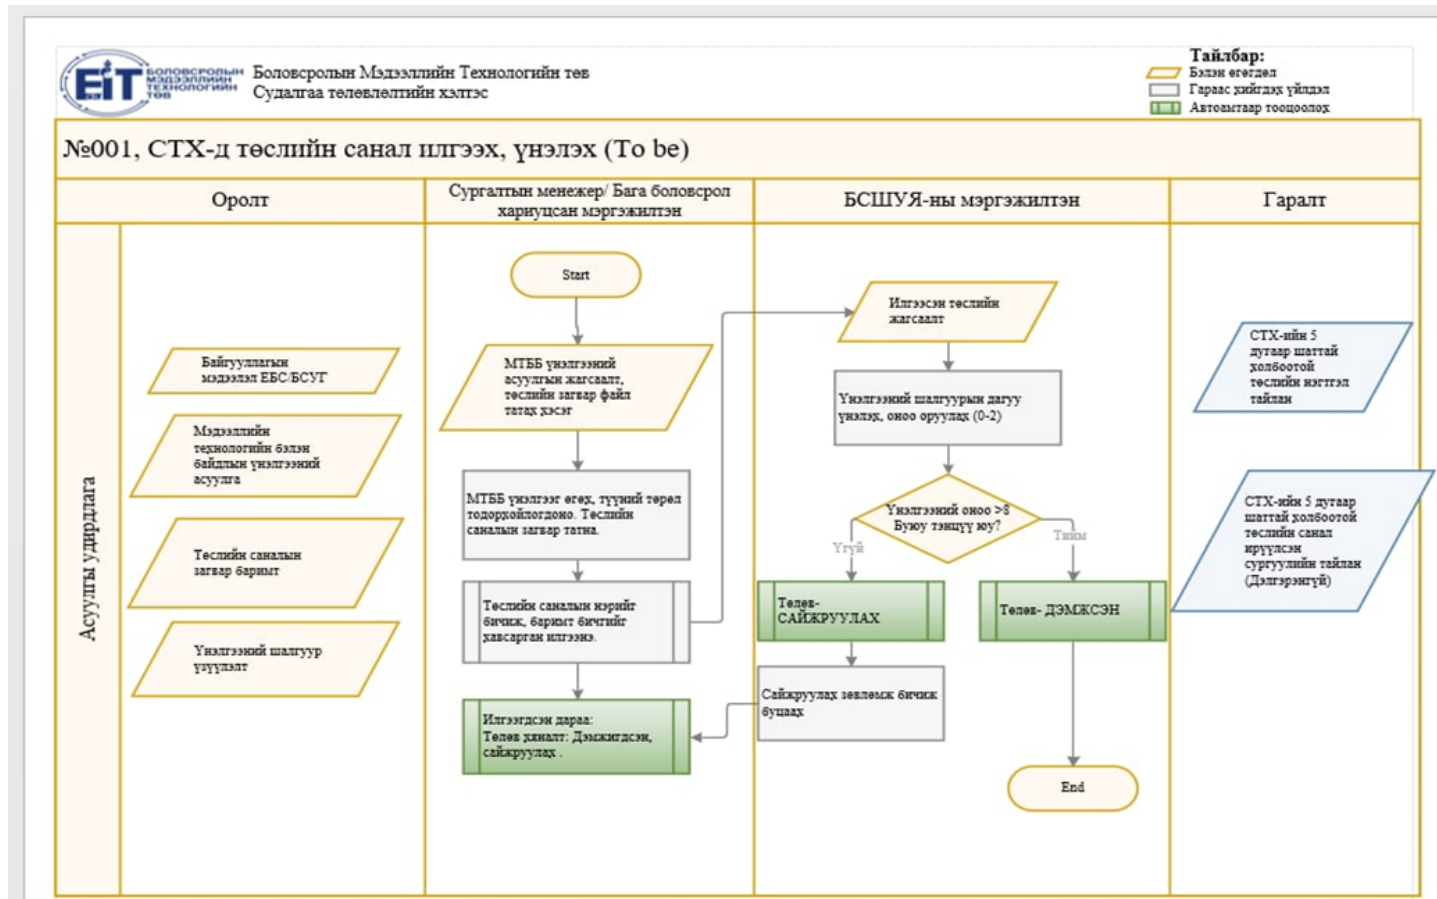 EIT
БОЛОВСРОЛЫН
МЭДЭЭЛЛИЙН
ТЕХНОЛОГИЙН
ТӨВ
Боловсролын Мэдээллийн Технологийн төв
Судалгаа төлөвлөлтийн хэлтэс
Тайлбар:
Бэлэн өгөгдөл
Гараас хийгдэх үйлдэл
Автоматаар тооцоолох
№001, СТХ-д төслийн санал илгээх, үнэлэх (To be)
Оролт
Сургалтын менежер/ Бага боловсрол
хариуцсан мэргэжилтэн
БСШУЯ-ны мэргэжилтэн
Гаралт
Асуулгы удирдлага
Байгууллагын
мэдээлэл ЕБС/БСУГ
Мэдээллийн
технологийн бэлэн
байдлын үнэлгээний
асуулга
Төслийн саналын
загвар баримт
Үнэлгээний шалгуур
үзүүлэлт
Start
МТББ үнэлгээний
асуулгын жагсаалт,
төслийн загвар файл
татах хэсэг
МТББ үнэлгээг өгөх, түүний төрөл
тодорхойлогдоно. Төслийн
саналын загвар татна.
Төслийн саналын нэрийг
бичиж, баримт бичгийг
хавсарган илгээнэ.
Илгээгдсэн дараа:
Төлөв хяналт: Дэмжигдсэн,
сайжруулах .
Илгээсэн төслийн
жагсаалт
Үнэлгээний шалгуурын дагуу
үнэлэх, оноо оруулах (0-2)
Үнэлгээний оноо >8
Буюу тэнцүү юу?
Үгүй
Тийм
Төлөв-
САЙЖРУУЛАХ
Төлөв- ДЭМЖСЭН
Сайжруулах зөвлөмж бичиж
буцаах
End
СТХ-ийн 5
дугаар шаттай
холбоотой
төслийн нэгтгэл
тайлан
СТХ-ийн 5 дугаар
шаттай холбоотой
төслийн санал
ирүүлсэн
сургуулийн тайлан
(Дэлгэрэнгүй)